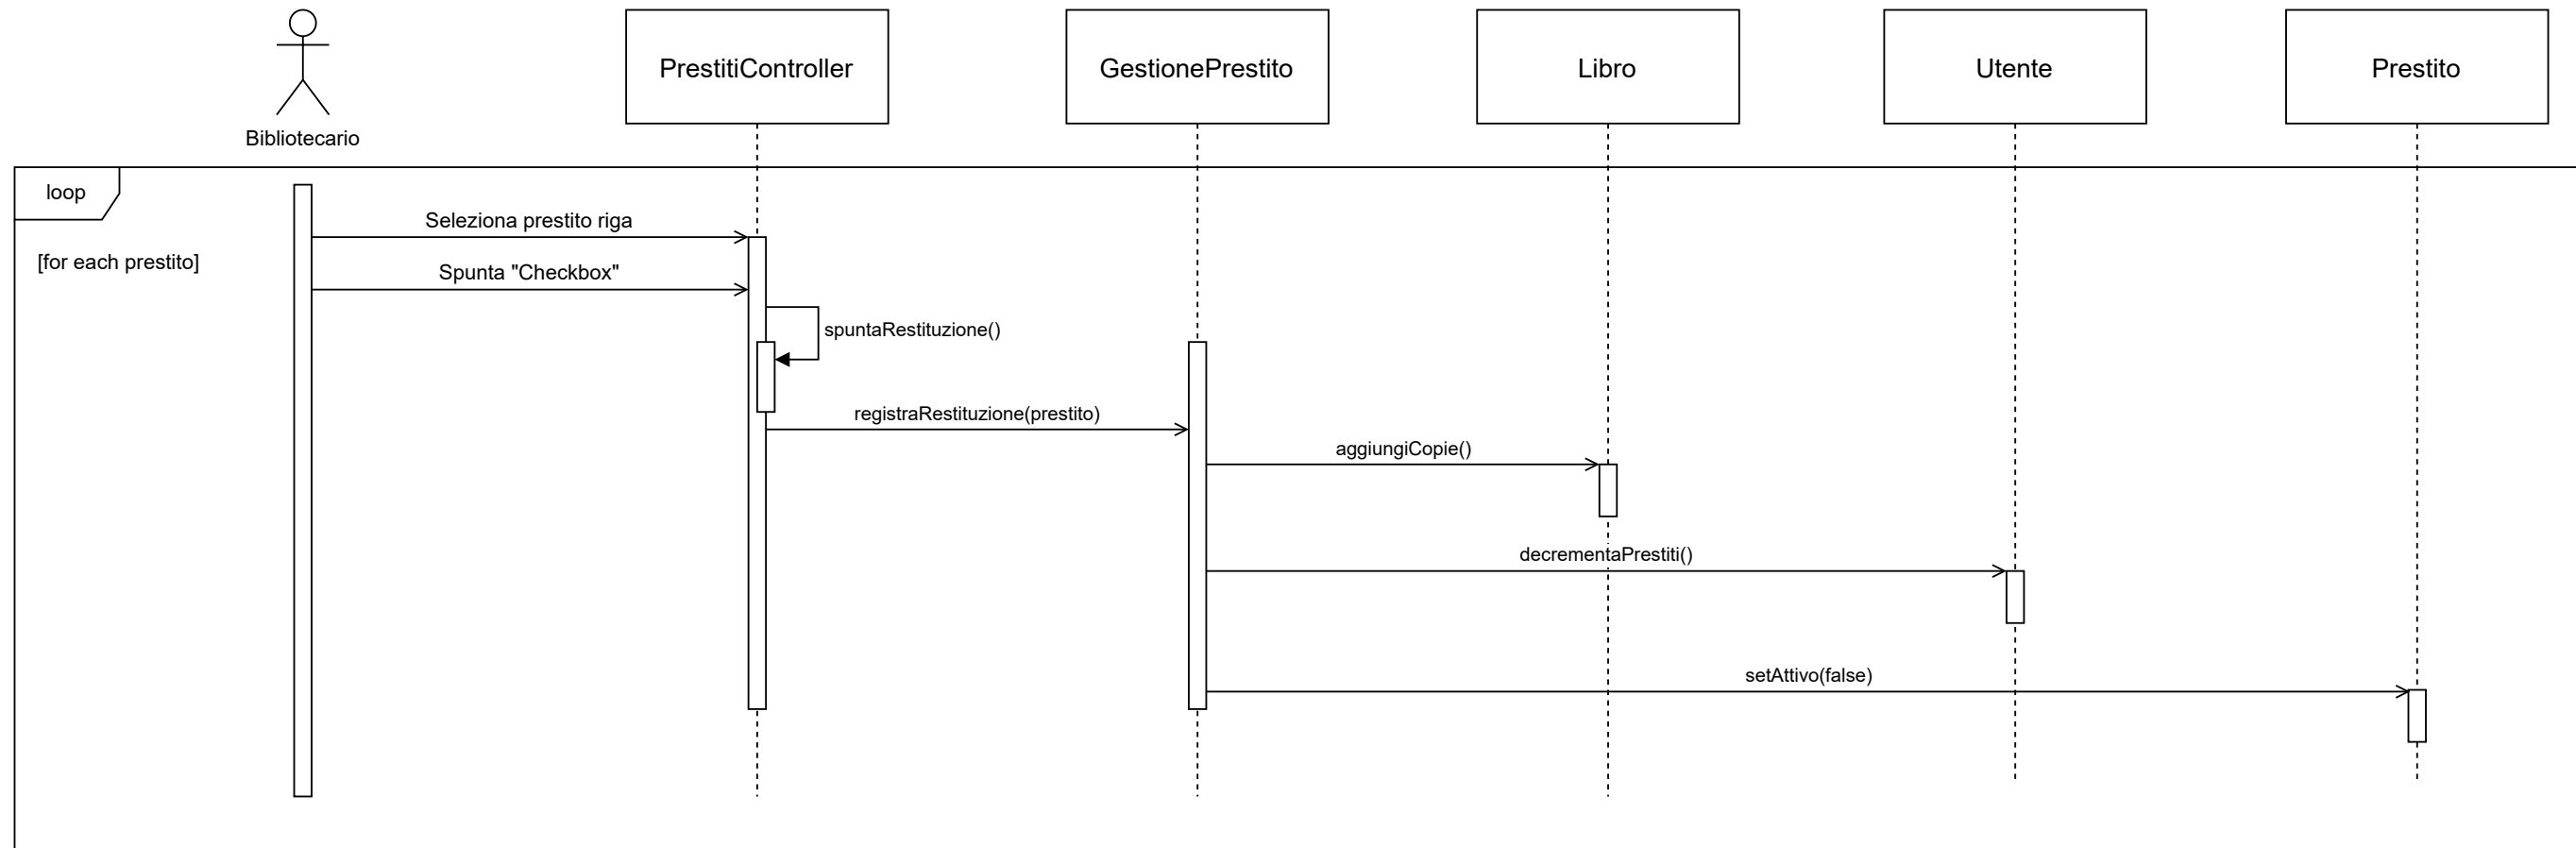 Bibliotecario
PrestitiController
GestionePrestito
Libro
Utente
Prestito
loop
[for each prestito]
Seleziona prestito riga
Spunta "Checkbox"
spuntaRestituzione()
registraRestituzione(prestito)
aggiungiCopie()
decrementaPrestiti()
setAttivo(false)